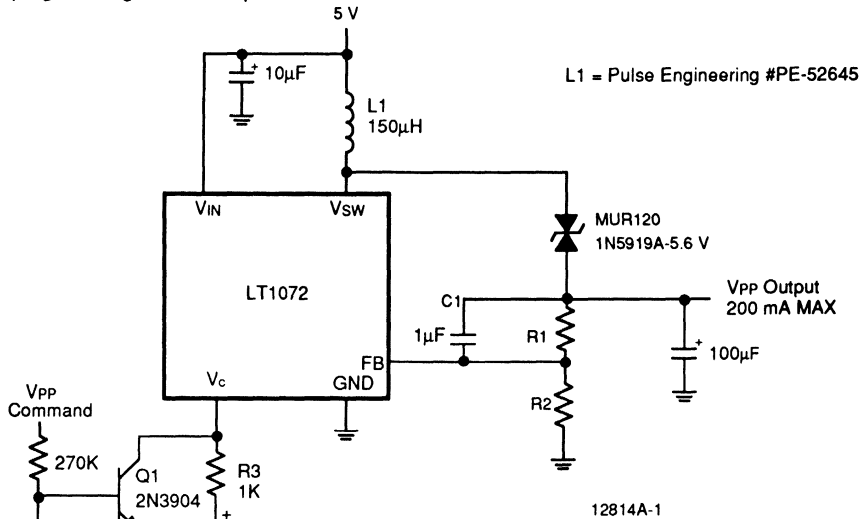 5 V
+ 10µF
L1 = Pulse Engineering #PE-52645
L1
150µH
VIN
VSW
MUR120
1N5919A-5.6 V
LT1072
C1
VPP Output
200 mA MAX
1µF
R1
+
100µF
FB
VC
GND
VPP
Command
R2
270K
Q1
2N3904
R3
1K
+
12814A-1